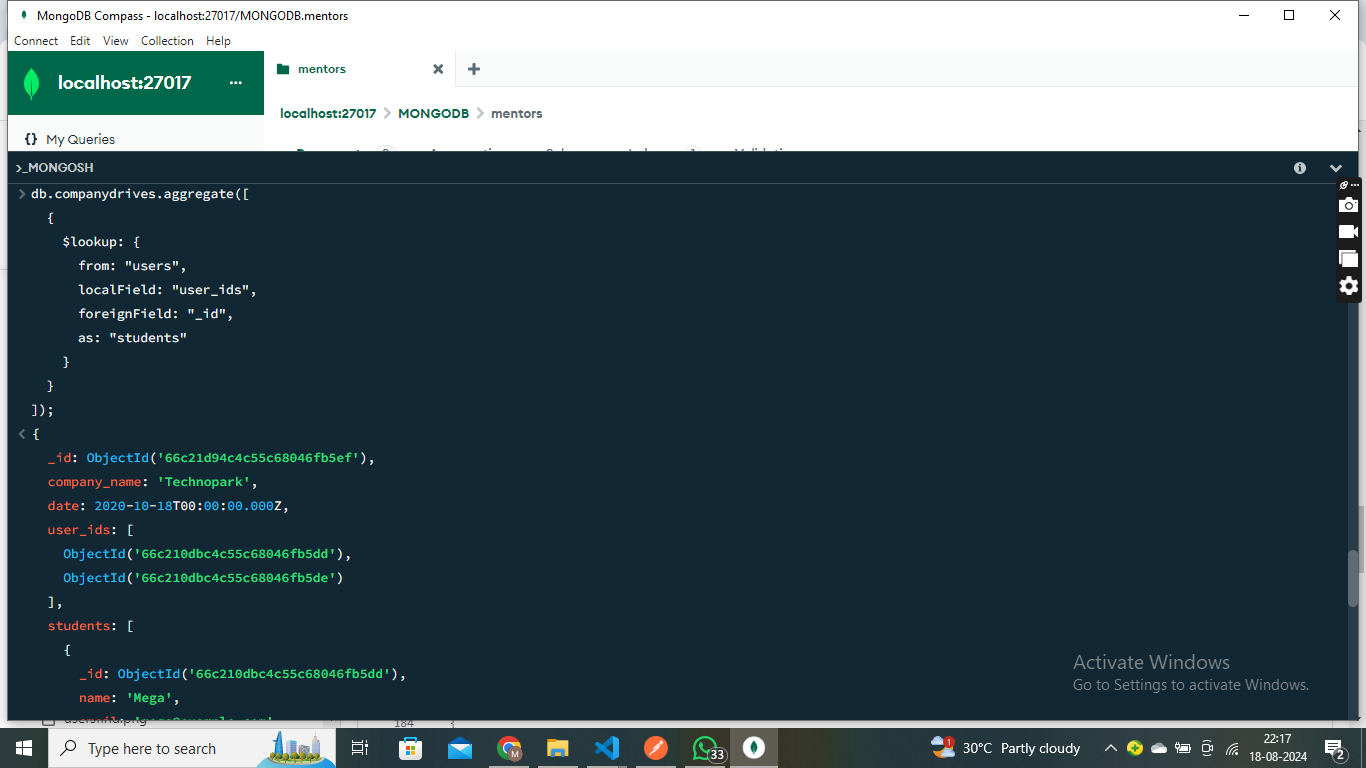 MongoDB Compass - localhost:27017/MONGODB.mentors
Connect Edit View Collection Help
localhost:27017 ...
mentors
localhost:27017 > MONGODB > mentors
{} My Queries
>_MONGOSH
> db.companydrives.aggregate([
{
$lookup: {
from: "users",
localField: "user_ids",
foreignField: "_id",
as: "students"
}
}
]);
< {
_id: ObjectId('66c21d94c4c55c68046fb5ef'),
company_name: 'Technopark',
date: 2020-10-18T00:00:00.000Z,
user_ids: [
ObjectId('66c210dbc4c55c68046fb5dd'),
ObjectId('66c210dbc4c55c68046fb5de')
],
students: [
{
_id: ObjectId('66c210dbc4c55c68046fb5dd'),
name: 'Mega',
Activate Windows
Go to Settings to activate Windows.
184 {
Type here to search
M
33
1
30°C Partly cloudy
22:17
18-08-2024
2